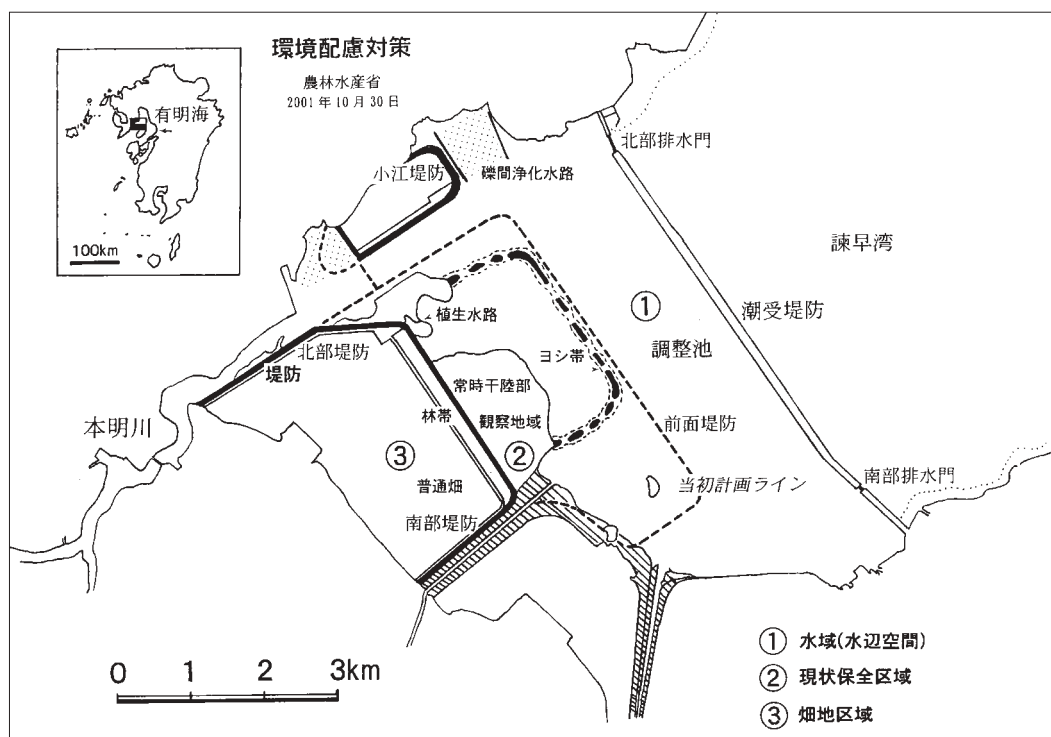 環境配慮対策
農林水産省
2001年10月30日
有明海
100km
北部排水門
小江堤防
礫間浄化水路
諫早湾
①
潮受堤防
植生水路
調整池
北部堤防
ヨシ帯
堤防
常時干陸部
林帯
観察地域
本明川
前面堤防
③
②
普通畑
当初計画ライン
南部排水門
南部堤防
① 水域(水辺空間)
② 現状保全区域
③ 畑地区域
0 1 2 3km